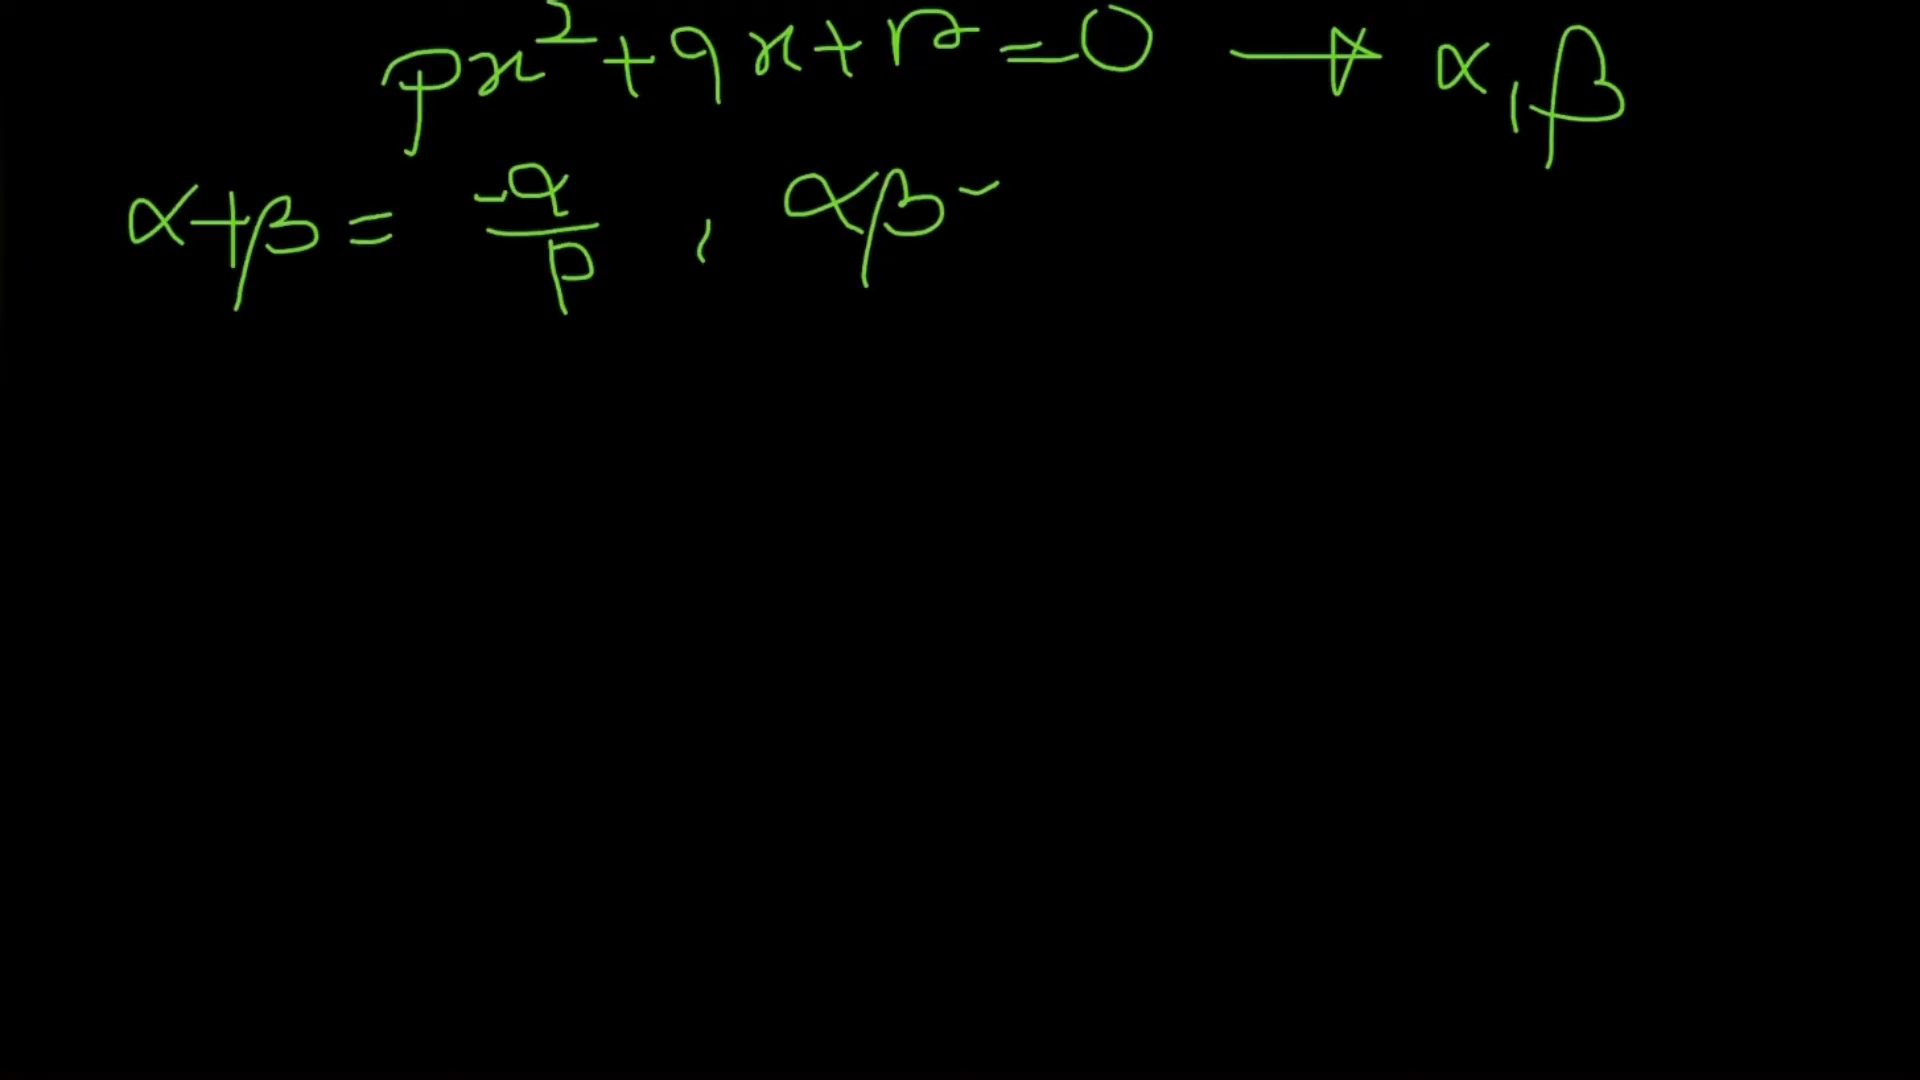 px² + qx + r = 0 → α, β
α+β = -q/p , αβ -